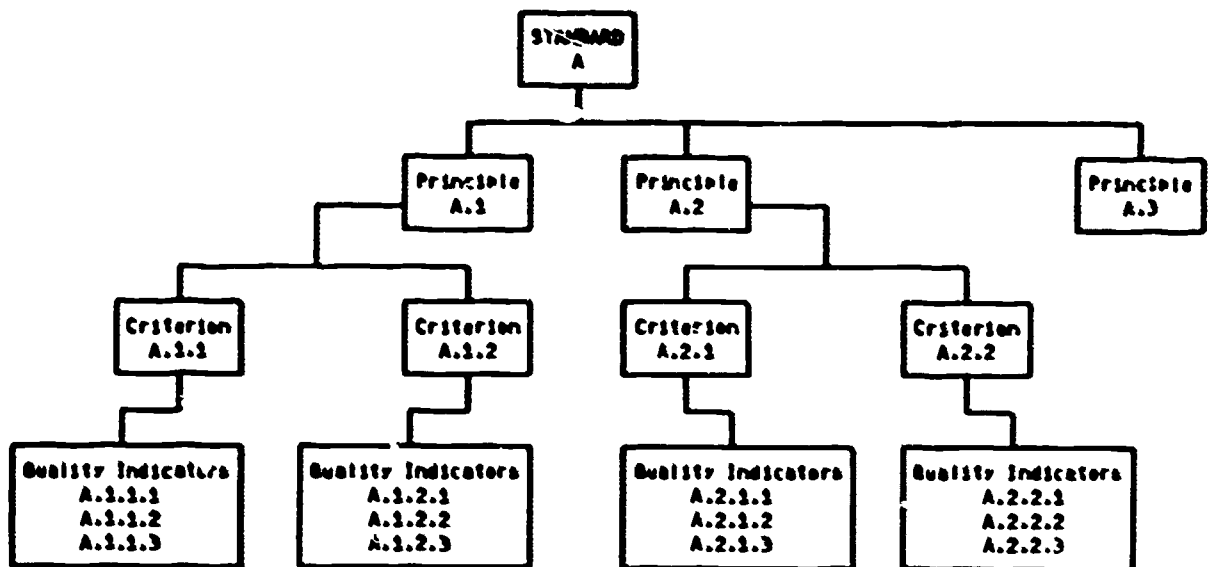 STANDARD
A
Principle
A.1
Principle
A.2
Principle
A.3
Criterion
A.1.1
Criterion
A.1.2
Criterion
A.2.1
Criterion
A.2.2
Quality Indicators
A.1.1.1
A.1.1.2
A.1.1.3
Quality Indicators
A.1.2.1
A.1.2.2
A.1.2.3
Quality Indicators
A.2.1.1
A.2.1.2
A.2.1.3
Quality Indicators
A.2.2.1
A.2.2.2
A.2.2.3